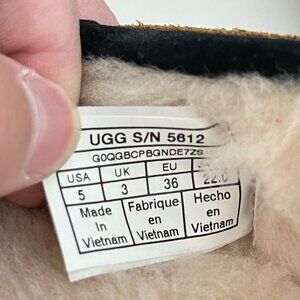 UGG S/N 5612
G0QGBCPBGNDE7ZS
USA UK EU
5 3 36 22.0
Made Fabrique Hecho
in en en
Vietnam Vietnam Vietnam